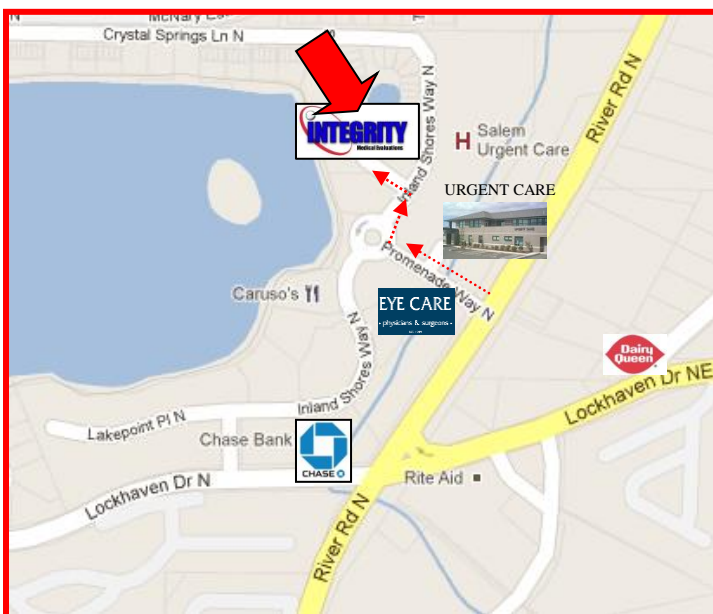 McNary
N
Crystal Springs Ln N
River Rd N
INTEGRITY
Medical Evaluations
Inland Shores Way N
H Salem
Urgent Care
URGENT CARE
Promenade Way N
Caruso's
EYE CARE
- physicians & surgeons -
Dairy
Queen
Inland Shores Way N
Lockhaven Dr NE
Lakepoint Pl N
Chase Bank
CHASE
Rite Aid
Lockhaven Dr N
River Rd N